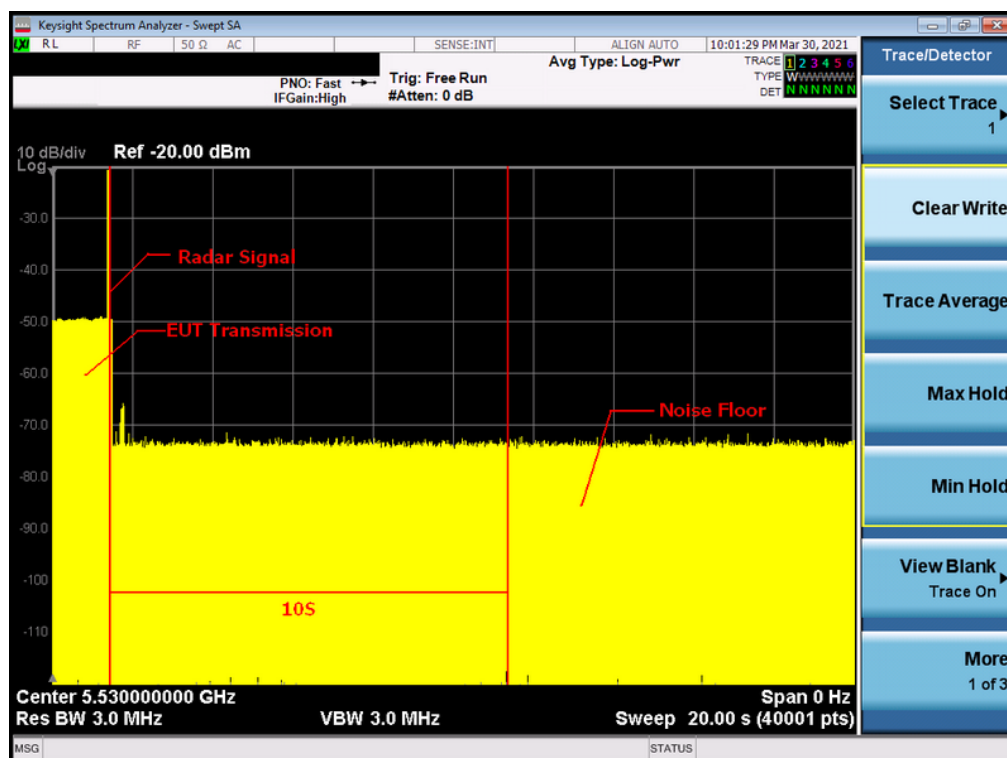 Keysight Spectrum Analyzer - Swept SA
LXI RL RF 50 Ω AC SENSE:INT ALIGN AUTO 10:01:29 PM Mar 30, 2021
PNO: Fast
IFGain:High
Trig: Free Run
#Atten: 0 dB
Avg Type: Log-Pwr
TRACE 1 2 3 4 5 6
TYPE WWWWWW
DET N N N N N N
10 dB/div Ref -20.00 dBm
Log
-30.0
-40.0
-50.0
-60.0
-70.0
-80.0
-90.0
-100
-110
Radar Signal
EUT Transmission
Noise Floor
10S
Center 5.530000000 GHz Span 0 Hz
Res BW 3.0 MHz VBW 3.0 MHz Sweep 20.00 s (40001 pts)
MSG STATUS
Trace/Detector
Select Trace
1
Clear Write
Trace Average
Max Hold
Min Hold
View Blank
Trace On
More
1 of 3